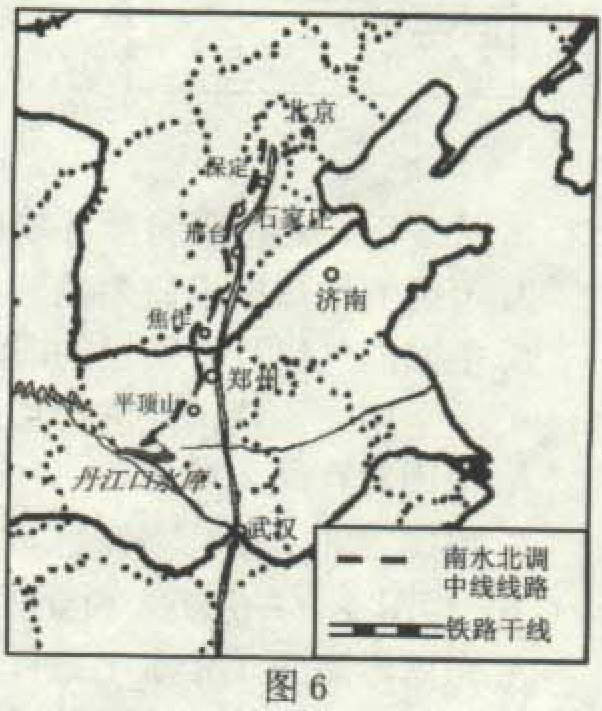 北京
保定
石家庄
邢台
济南
焦作
郑州
平顶山
丹江口水库
武汉
南水北调
中线线路
铁路干线
图6